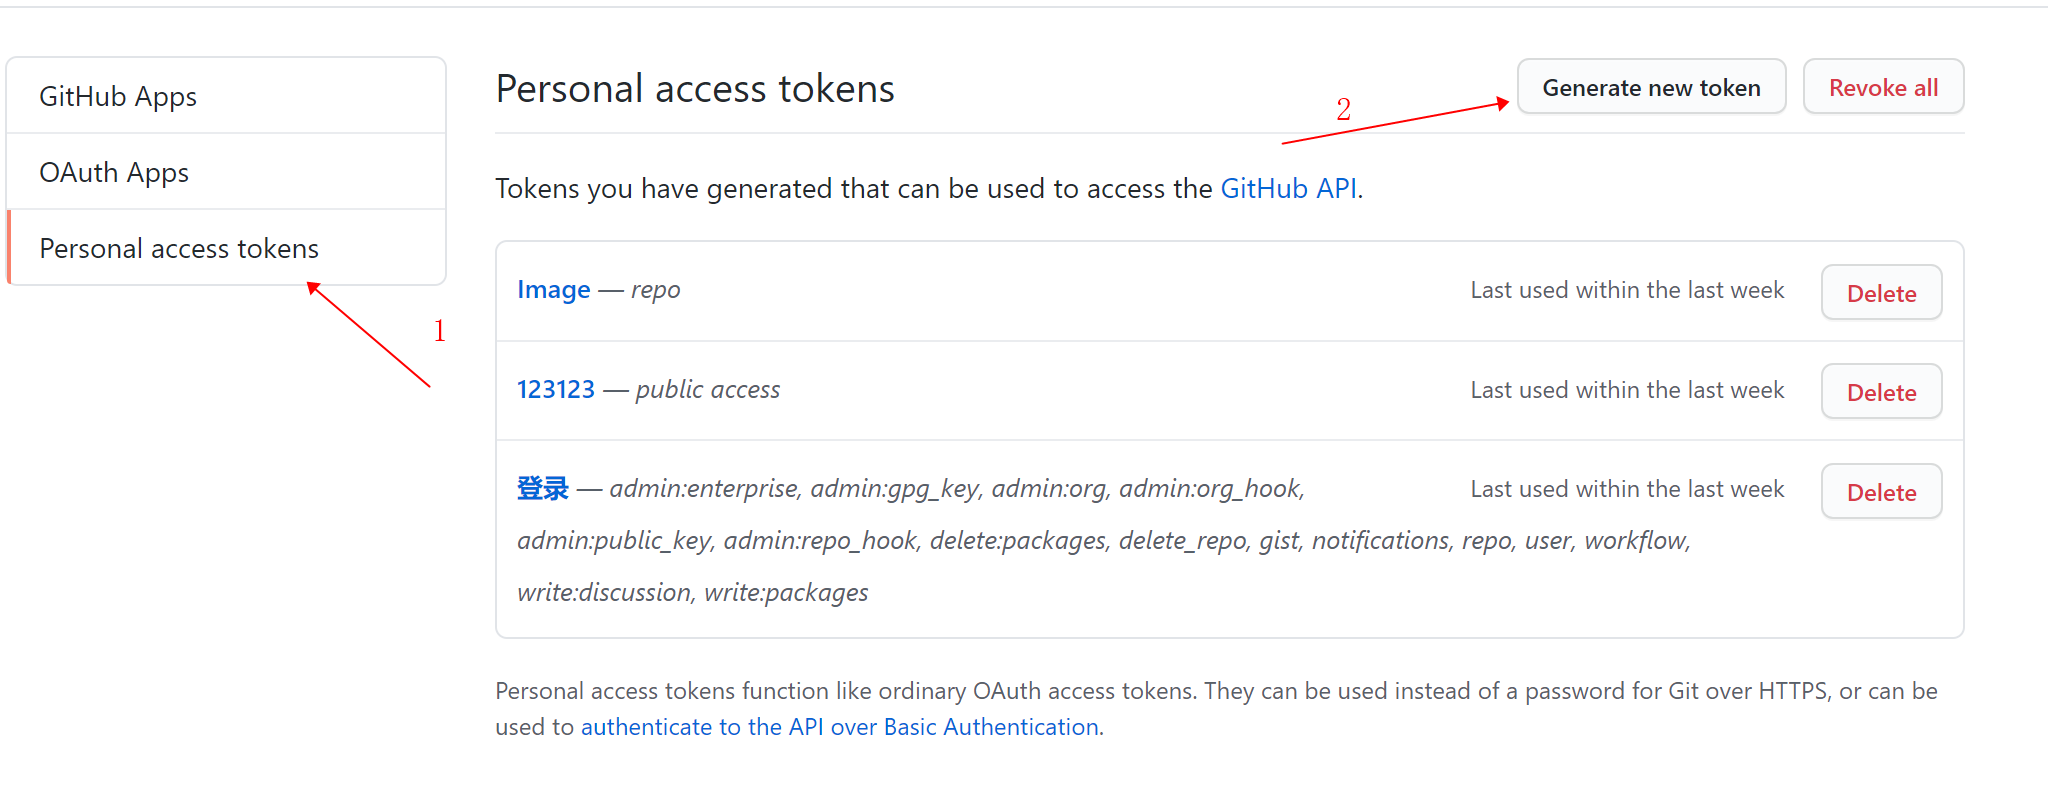 GitHub Apps
OAuth Apps
Personal access tokens
1
Personal access tokens
2
Generate new token
Revoke all
Tokens you have generated that can be used to access the GitHub API.
Image — repo
Last used within the last week
Delete
123123 — public access
Last used within the last week
Delete
登录 — admin:enterprise, admin:gpg_key, admin:org, admin:org_hook,
Last used within the last week
Delete
admin:public_key, admin:repo_hook, delete:packages, delete_repo, gist, notifications, repo, user, workflow,
write:discussion, write:packages
Personal access tokens function like ordinary OAuth access tokens. They can be used instead of a password for Git over HTTPS, or can be
used to authenticate to the API over Basic Authentication.